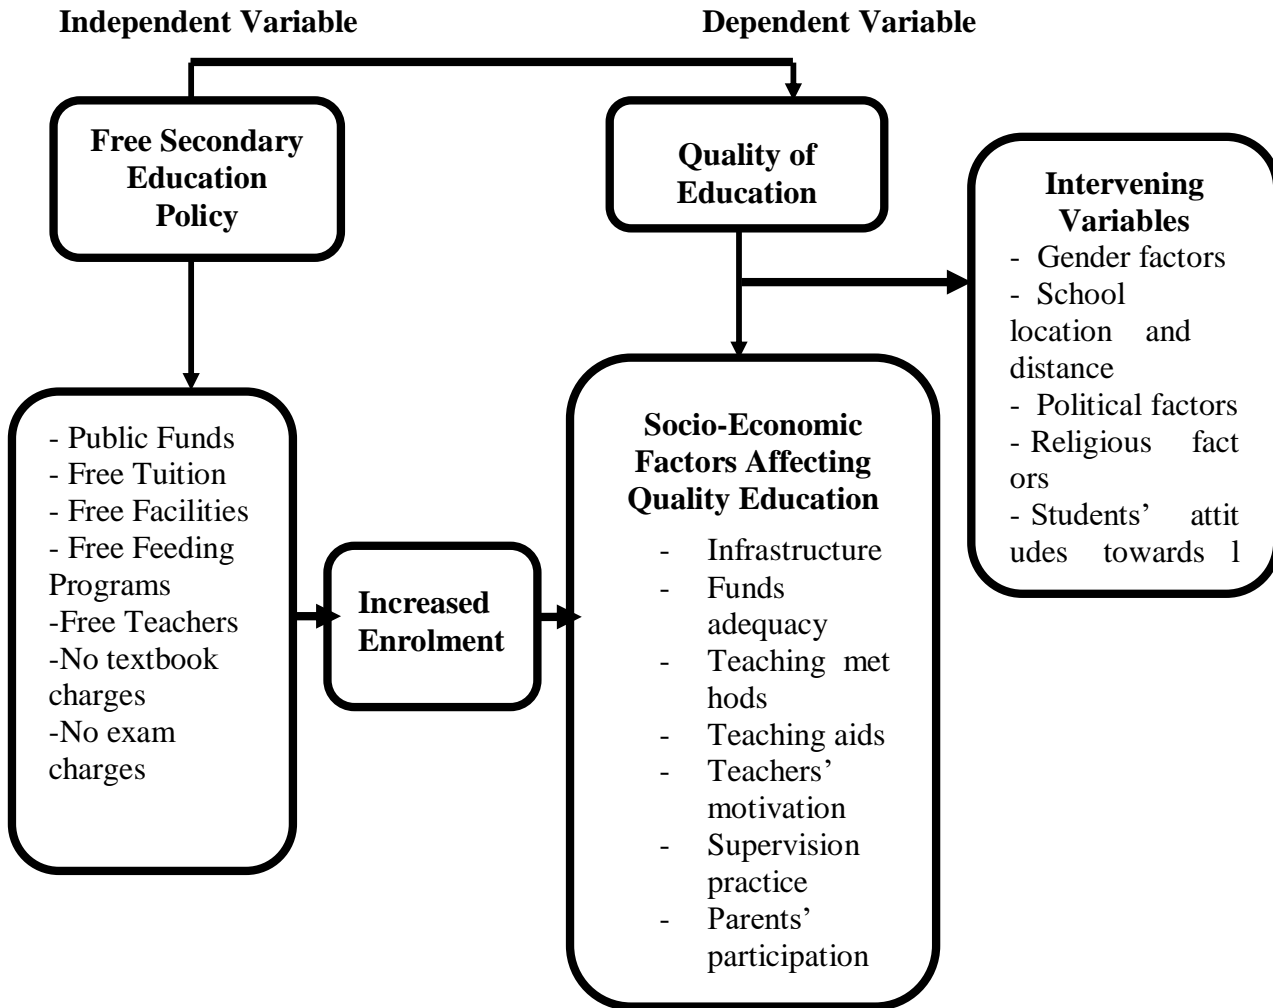 Independent Variable
Dependent Variable
Free Secondary
Education
Policy
Quality of
Education
Intervening
Variables
- Gender factors
- School
location and
distance
- Political factors
- Religious fact
ors
- Students’ attit
udes towards l
- Public Funds
- Free Tuition
- Free Facilities
- Free Feeding
Programs
-Free Teachers
-No textbook
charges
-No exam
charges
Increased
Enrolment
Socio-Economic
Factors Affecting
Quality Education
- Infrastructure
- Funds
adequacy
- Teaching met
hods
- Teaching aids
- Teachers’
motivation
- Supervision
practice
- Parents’
participation